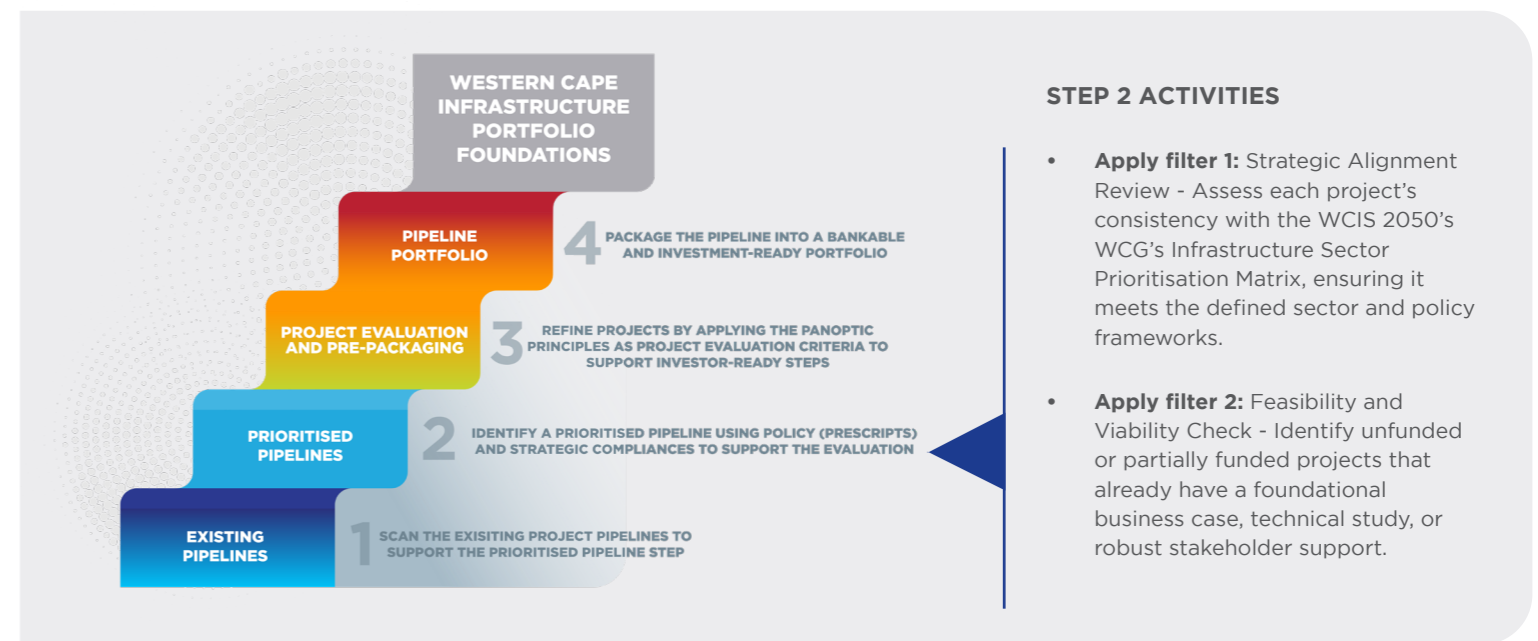 WESTERN CAPE
INFRASTRUCTURE
PORTFOLIO
FOUNDATIONS
PIPELINE
PORTFOLIO
4
PACKAGE THE PIPELINE INTO A BANKABLE
AND INVESTMENT-READY PORTFOLIO
PROJECT EVALUATION
AND PRE-PACKAGING
3
REFINE PROJECTS BY APPLYING THE PANOPTIC
PRINCIPLES AS PROJECT EVALUATION CRITERIA TO
SUPPORT INVESTOR-READY STEPS
PRIORITISED
PIPELINES
2
IDENTIFY A PRIORITISED PIPELINE USING POLICY (PRESCRIPTS)
AND STRATEGIC COMPLIANCES TO SUPPORT THE EVALUATION
EXISTING
PIPELINES
1
SCAN THE EXISITING PROJECT PIPELINES TO
SUPPORT THE PRIORITISED PIPELINE STEP
STEP 2 ACTIVITIES
• Apply filter 1: Strategic Alignment
Review - Assess each project's
consistency with the WCIS 2050's
WCG's Infrastructure Sector
Prioritisation Matrix, ensuring it
meets the defined sector and policy
frameworks.
• Apply filter 2: Feasibility and
Viability Check - Identify unfunded
or partially funded projects that
already have a foundational
business case, technical study, or
robust stakeholder support.